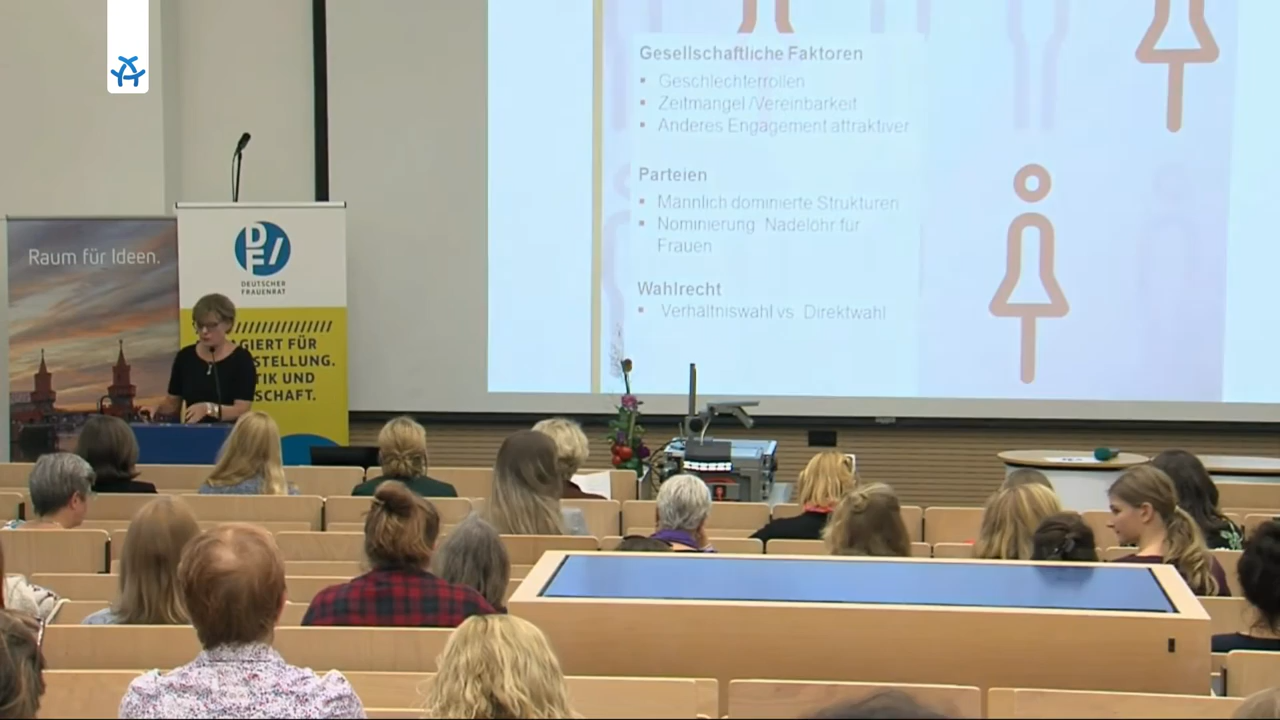 Gesellschaftliche Faktoren
▪ Geschlechterrollen
▪ Zeitmangel /Vereinbarkeit
▪ Anderes Engagement attraktiver
Parteien
▪ Männlich dominierte Strukturen
▪ Nominierung Nadelöhr für
Frauen
Wahlrecht
▪ Verhältniswahl vs. Direktwahl
Raum für Ideen.
DF/
DEUTSCHER
FRAUENRAT
GIERT FÜR
STELLUNG.
TIK UND
SCHAFT.